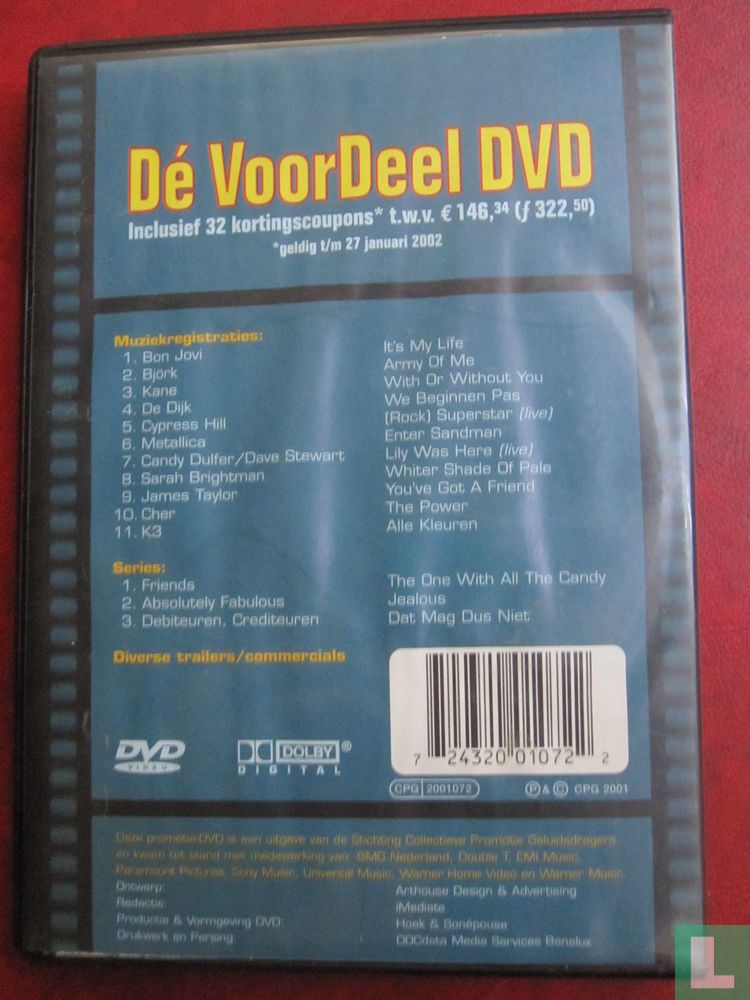 Dé VoorDeel DVD
Inclusief 32 kortingscoupons* t.w.v. € 146,34 (ƒ 322,50)
*geldig t/m 27 januari 2002
Muziekregistraties:
1. Bon Jovi It's My Life
2. Björk Army Of Me
3. Kane With Or Without You
4. De Dijk We Beginnen Pas
5. Cypress Hill (Rock) Superstar (live)
6. Metallica Enter Sandman
7. Candy Dulfer/Dave Stewart Lily Was Here (live)
8. Sarah Brightman Whiter Shade Of Pale
9. James Taylor You've Got A Friend
10. Cher The Power
11. K3 Alle Kleuren
Series:
1. Friends The One With All The Candy
2. Absolutely Fabulous Jealous
3. Debiteuren, Crediteuren Dat Mag Dus Niet
Diverse trailers/commercials
7 24320 01072 2
DVD VIDEO
DOLBY® DIGITAL
CPG 2001072 ℗ & © CPG 2001
Deze promotie-DVD is een uitgave van de Stichting Collectieve Promotie Geluidsdragers
en kwam tot stand met medewerking van: BMG Nederland, Double T, EMI Music,
Paramount Pictures, Sony Music, Universal Music, Warner Home Video en Warner Music.
Ontwerp: Arthouse Design & Advertising
Redactie: iMediate
Productie & Vormgeving DVD: Hoek & Sonépouse
Drukwerk en Persing: DOCdata Media Services Benelux
L